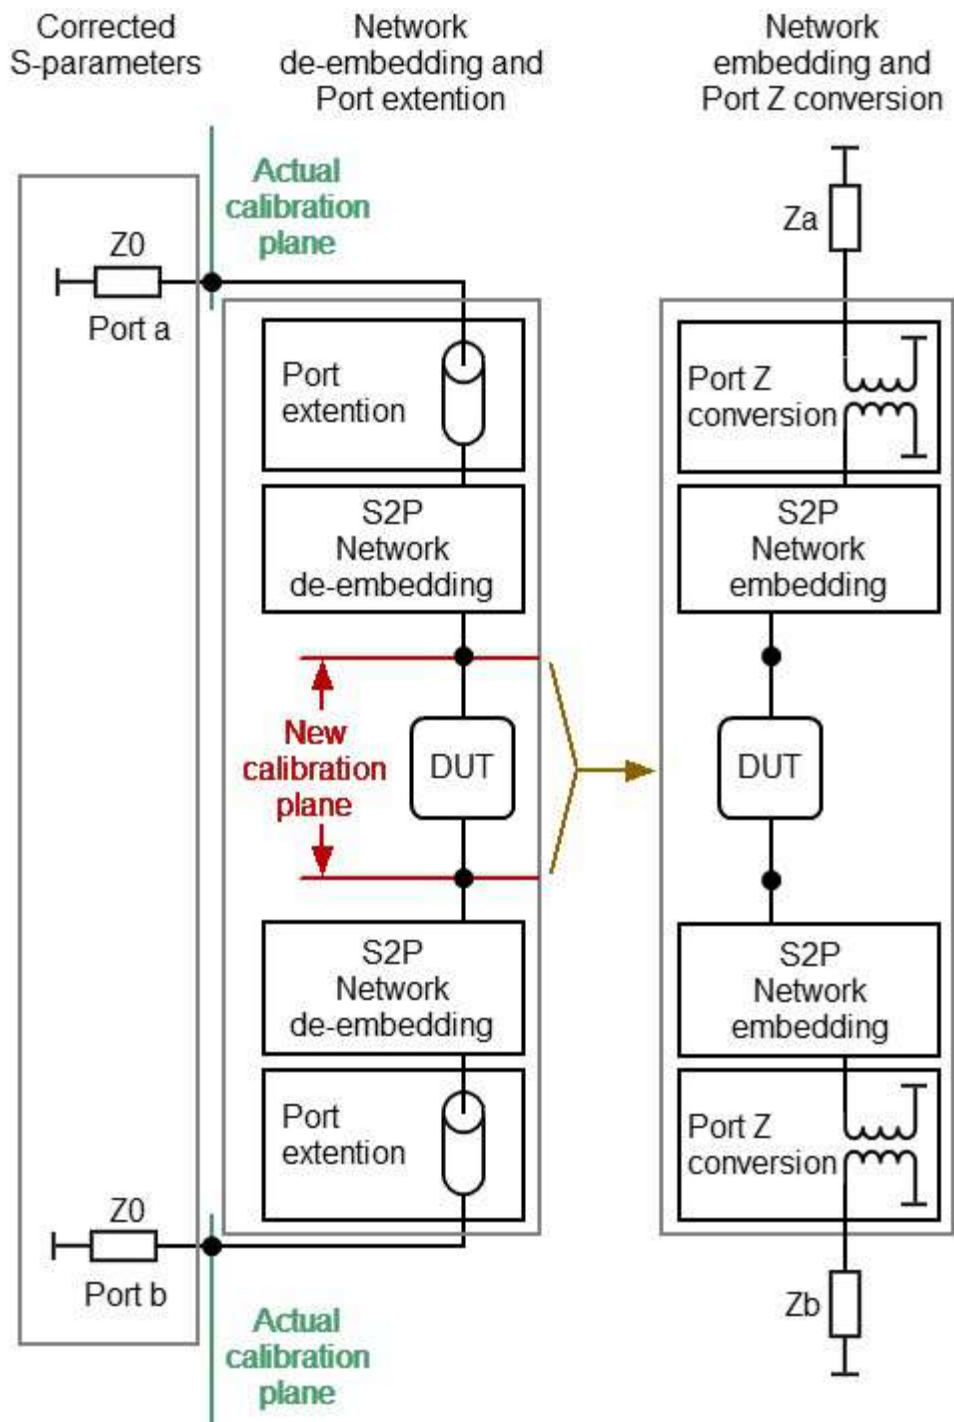 Corrected
S-parameters
Network
de-embedding and
Port extention
Network
embedding and
Port Z conversion
Actual
calibration
plane
Z0
Port a
Za
Port
extention
Port Z
conversion
S2P
Network
de-embedding
S2P
Network
embedding
New
calibration
plane
DUT
DUT
S2P
Network
de-embedding
S2P
Network
embedding
Port
extention
Port Z
conversion
Z0
Port b
Zb
Actual
calibration
plane